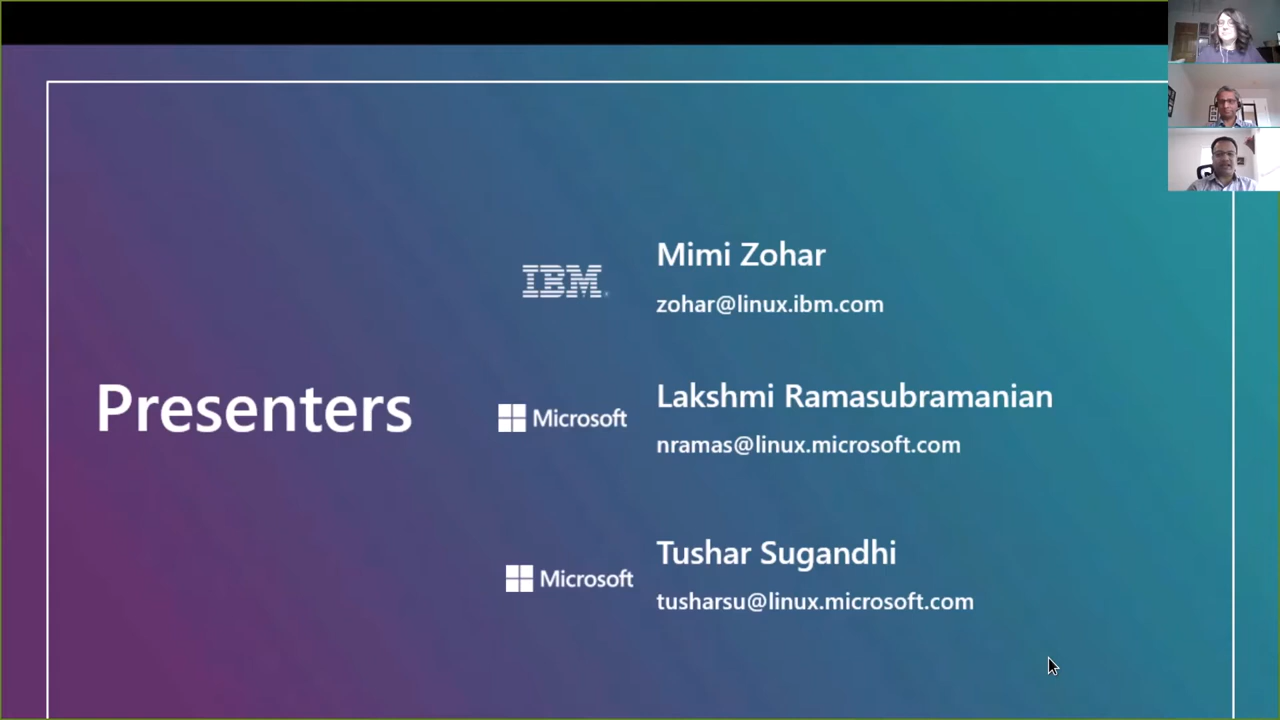 Presenters
IBM
Mimi Zohar
zohar@linux.ibm.com
Microsoft
Lakshmi Ramasubramanian
nramas@linux.microsoft.com
Microsoft
Tushar Sugandhi
tusharsu@linux.microsoft.com